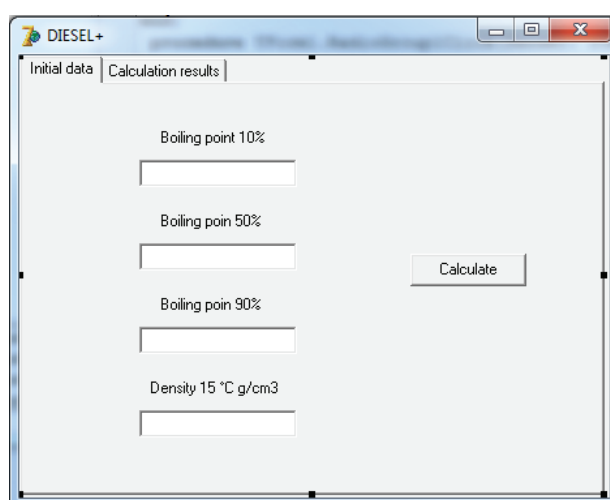 DIESEL+
Initial data
Calculation results
Boiling point 10%
Boiling poin 50%
Calculate
Boiling poin 90%
Density 15 °C g/cm3